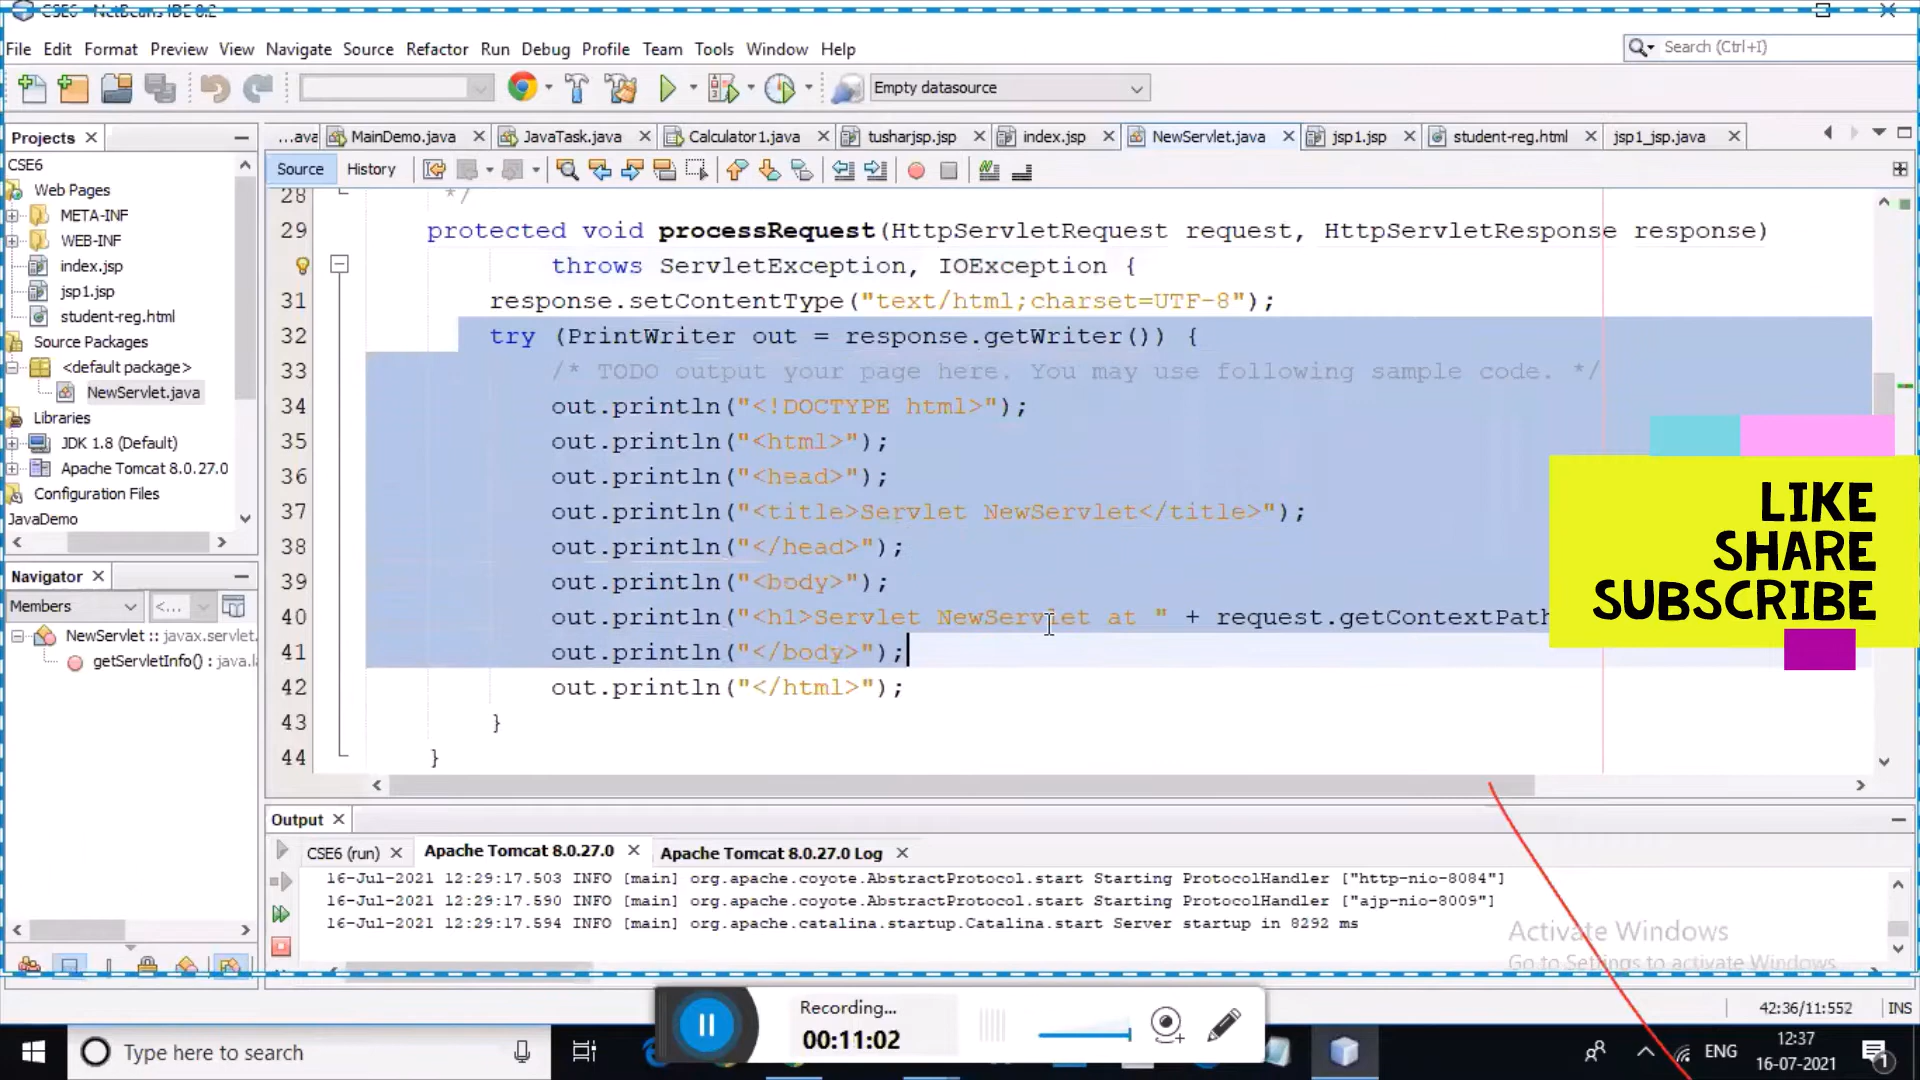 CSE6 - NetBeans IDE 8.2
File Edit Format Preview View Navigate Source Refactor Run Debug Profile Team Tools Window Help
Search (Ctrl+I)
Empty datasource
Projects
...ava MainDemo.java JavaTask.java Calculator1.java tusharjsp.jsp index.jsp NewServlet.java jsp1.jsp student-reg.html jsp1_jsp.java
Source History
CSE6
Web Pages
META-INF
WEB-INF
index.jsp
jsp1.jsp
student-reg.html
Source Packages
<default package>
NewServlet.java
Libraries
JDK 1.8 (Default)
Apache Tomcat 8.0.27.0
Configuration Files
JavaDemo
Navigator
Members <...
NewServlet :: javax.servlet.
getServletInfo() : java.l
28 */
29 protected void processRequest(HttpServletRequest request, HttpServletResponse response)
throws ServletException, IOException {
31 response.setContentType("text/html;charset=UTF-8");
32 try (PrintWriter out = response.getWriter()) {
33 /* TODO output your page here. You may use following sample code. */
34 out.println("<!DOCTYPE html>");
35 out.println("<html>");
36 out.println("<head>");
37 out.println("<title>Servlet NewServlet</title>");
38 out.println("</head>");
39 out.println("<body>");
40 out.println("<h1>Servlet NewServlet at " + request.getContextPath
41 out.println("</body>");
42 out.println("</html>");
43 }
44 }
LIKE
SHARE
SUBSCRIBE
Output
CSE6 (run) Apache Tomcat 8.0.27.0 Apache Tomcat 8.0.27.0 Log
16-Jul-2021 12:29:17.503 INFO [main] org.apache.coyote.AbstractProtocol.start Starting ProtocolHandler ["http-nio-8084"]
16-Jul-2021 12:29:17.590 INFO [main] org.apache.coyote.AbstractProtocol.start Starting ProtocolHandler ["ajp-nio-8009"]
16-Jul-2021 12:29:17.594 INFO [main] org.apache.catalina.startup.Catalina.start Server startup in 8292 ms
Activate Windows
Go to Settings to activate Windows.
42:36/11:552 INS
Recording...
00:11:02
Type here to search
ENG
12:37
16-07-2021
1